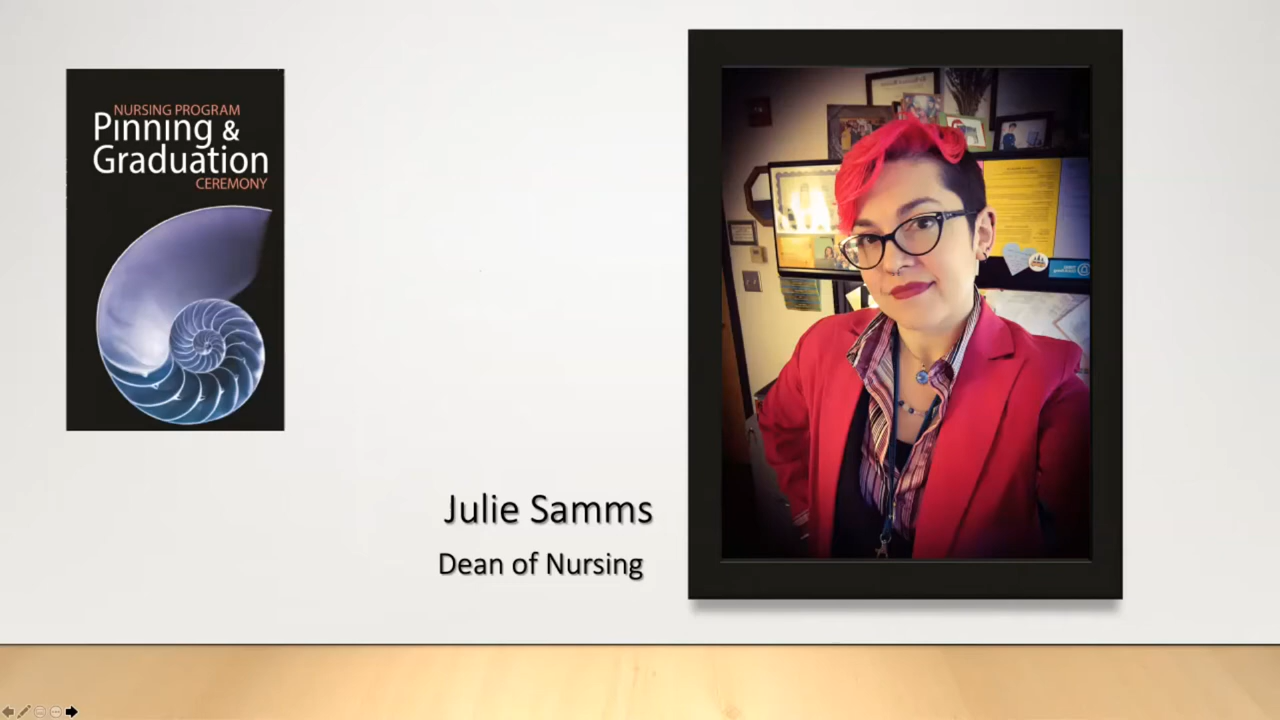 NURSING PROGRAM
Pinning &
Graduation
CEREMONY
Julie Samms
Dean of Nursing